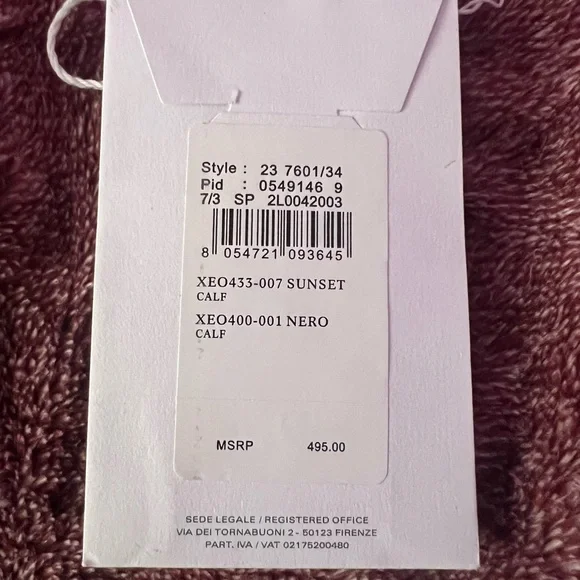 Style : 23 7601/34
Pid : 0549146 9
7/3 SP 2L0042003
8 054721 093645
XEO433-007 SUNSET
CALF
XEO400-001 NERO
CALF
MSRP 495.00
SEDE LEGALE / REGISTERED OFFICE
VIA DEI TORNABUONI 2 - 50123 FIRENZE
PART. IVA / VAT 02175200480